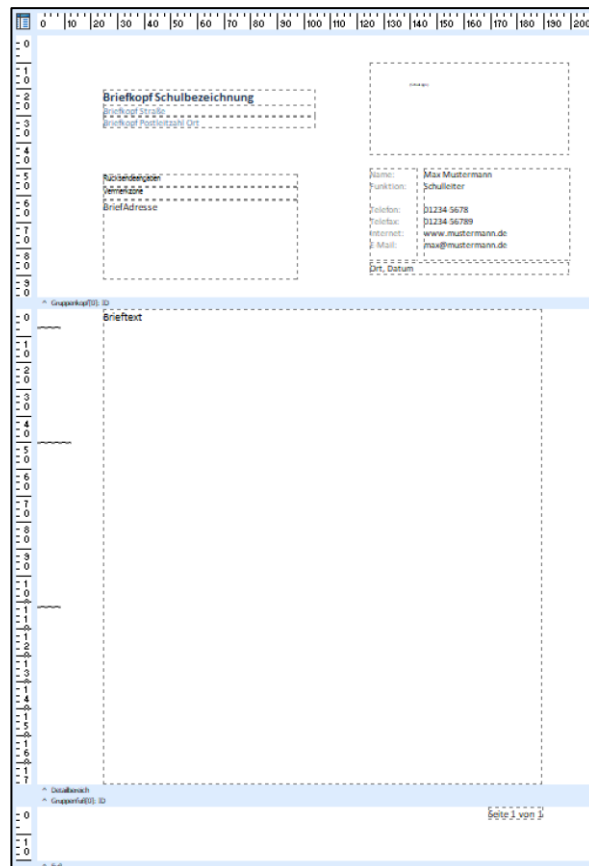 0 10 20 30 40 50 60 70 80 90 100 110 120 130 140 150 160 170 180 190 200
Briefkopf Schulbezeichnung
Briefkopf Straße
Briefkopf Postleitzahl Ort
Rücksendeangaben
Vermerkzone
BriefAdresse
Name: Max Mustermann
Funktion: Schulleiter
Telefon: 01234 5678
Telefax: 01234 56789
Internet: www.mustermann.de
E-Mail: max@mustermann.de
Ort, Datum
^ Gruppenkopf(0): ID
Brieftext
^ Detailbereich
^ Gruppenfuß(0): ID
Seite 1 von 1